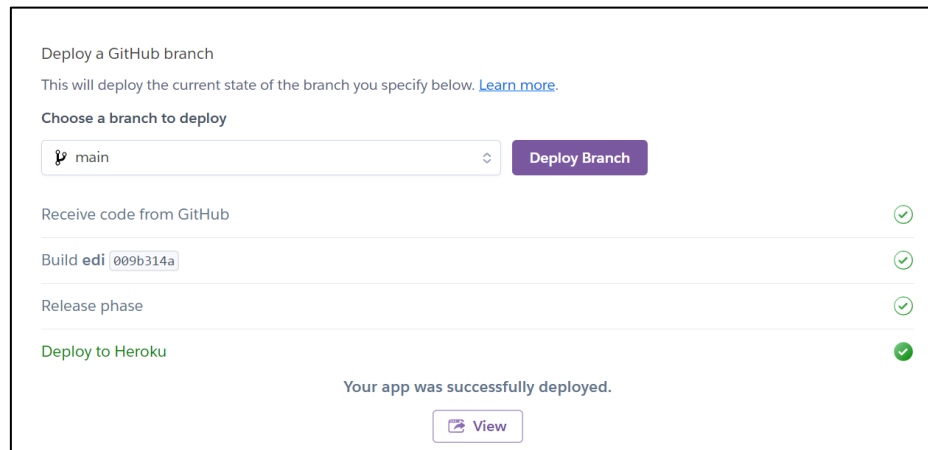 Deploy a GitHub branch
This will deploy the current state of the branch you specify below. Learn more.
Choose a branch to deploy
main
Deploy Branch
Receive code from GitHub
Build edi 009b314a
Release phase
Deploy to Heroku
Your app was successfully deployed.
View